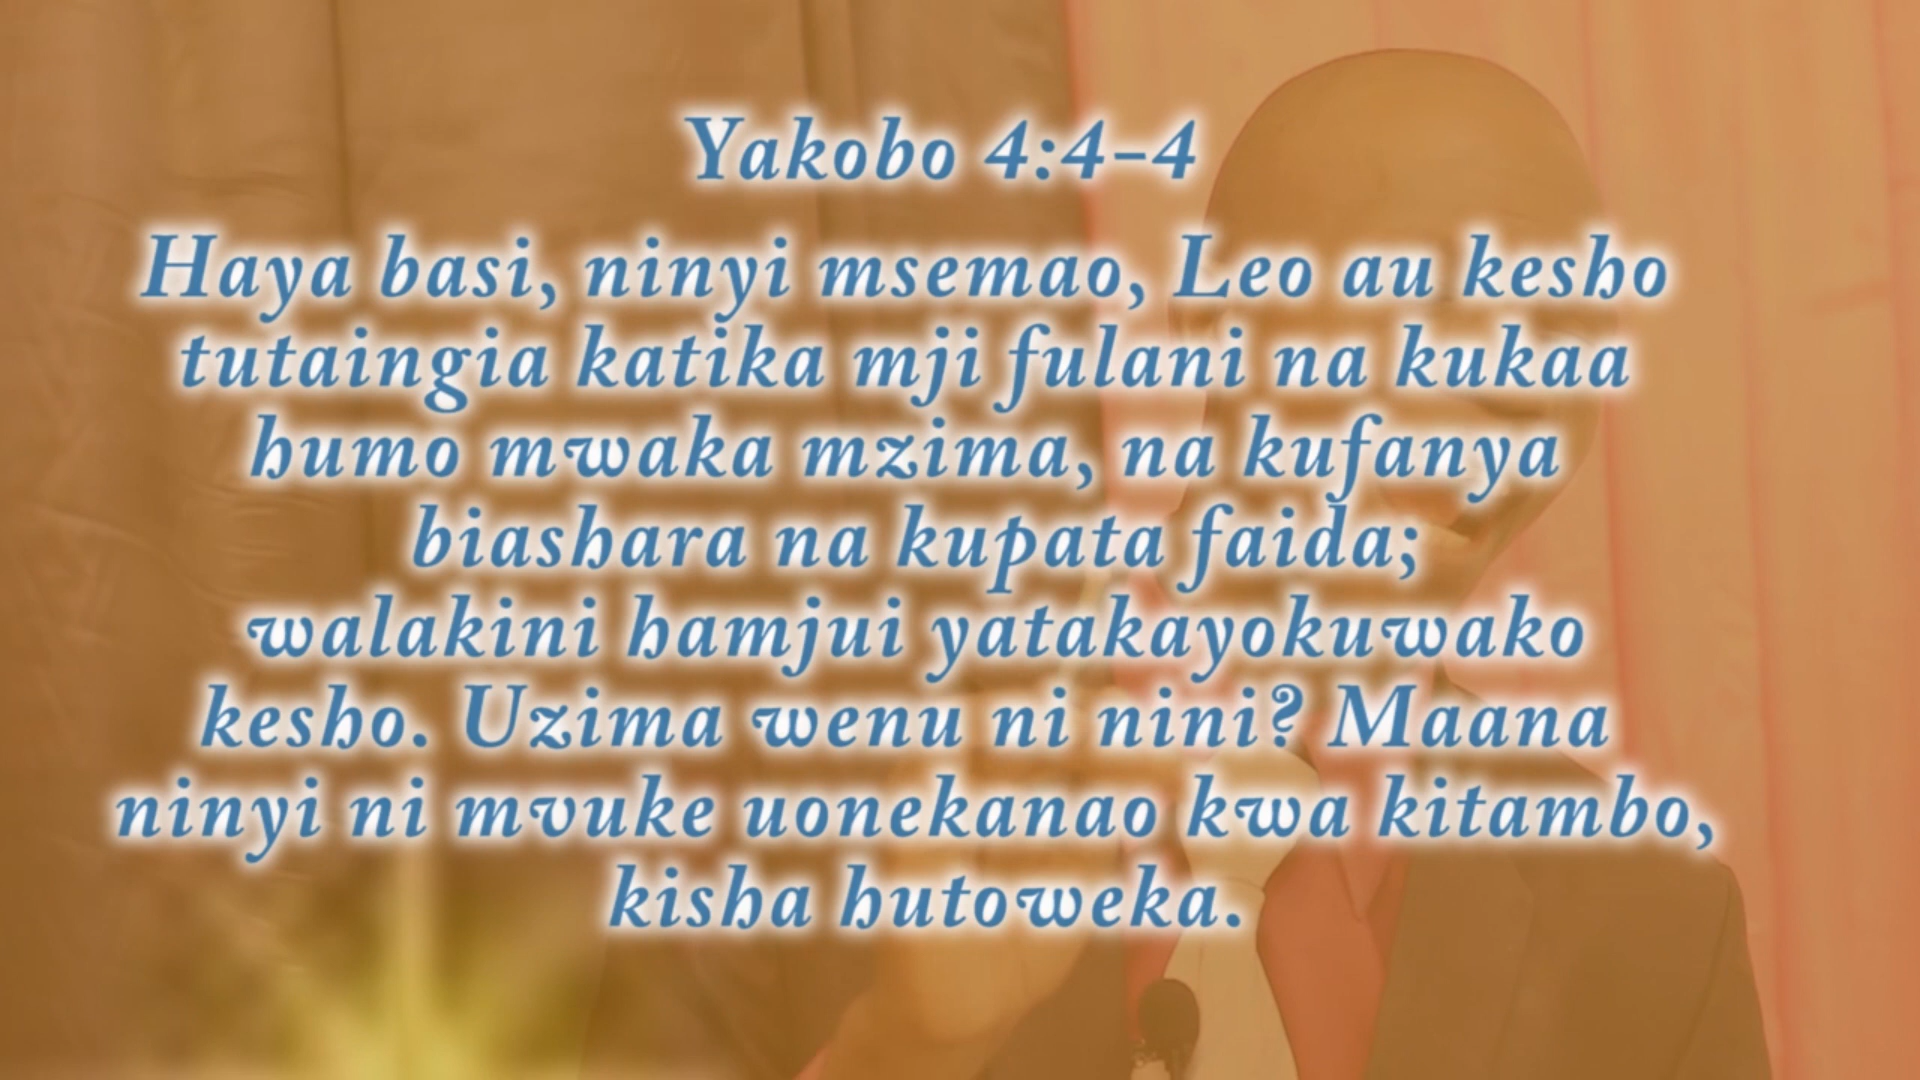 Yakobo 4:4-4
Haya basi, ninyi msemao, Leo au kesho
tutaingia katika mji fulani na kukaa
humo mwaka mzima, na kufanya
biashara na kupata faida;
walakini hamjui yatakayokuwako
kesho. Uzima wenu ni nini? Maana
ninyi ni mvuke uonekanao kwa kitambo,
kisha hutoweka.